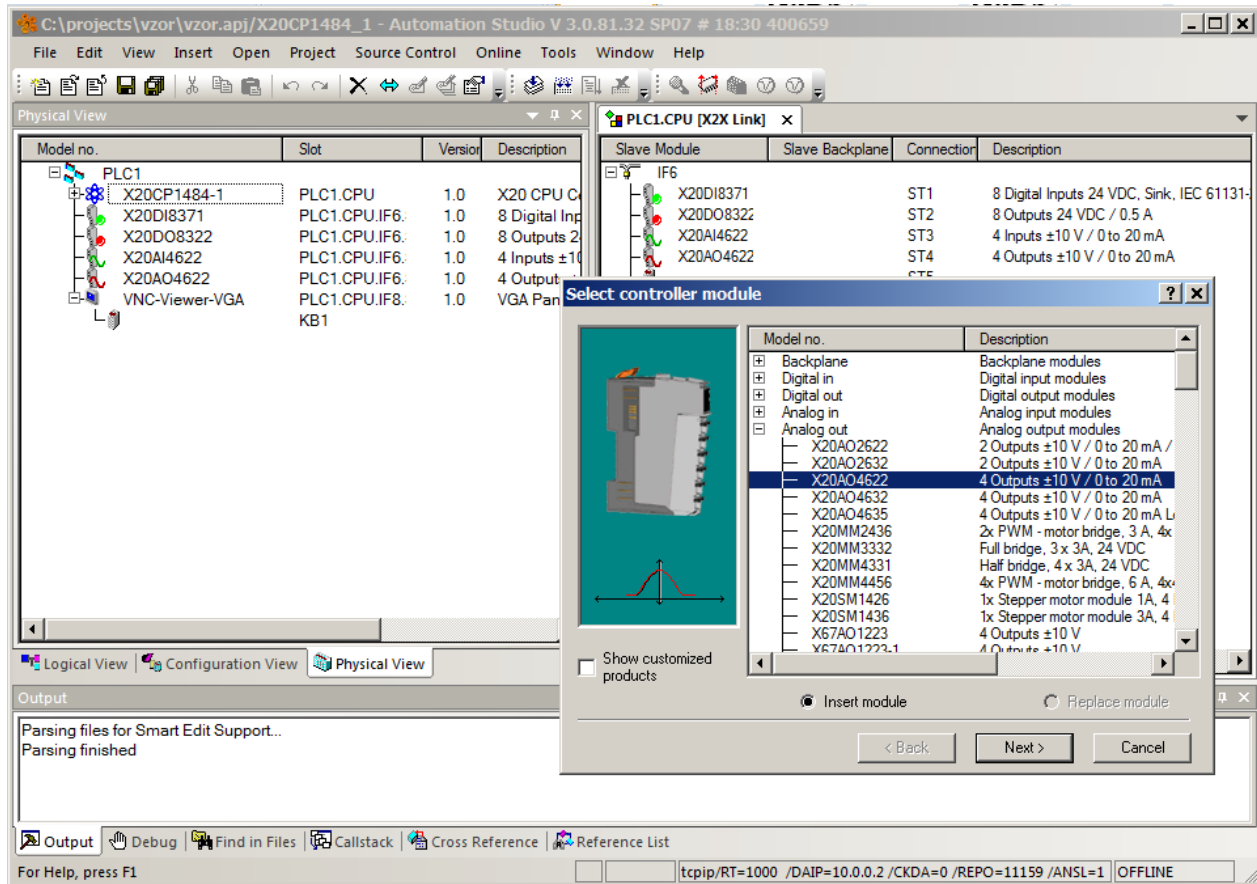 C:\projects\vzor\vzor.apj/X20CP1484_1 - Automation Studio V 3.0.81.32 SP07 # 18:30 400659
File Edit View Insert Open Project Source Control Online Tools Window Help
Physical View
Model no. Slot Version Description
PLC1
X20CP1484-1 PLC1.CPU 1.0 X20 CPU C
X20DI8371 PLC1.CPU.IF6. 1.0 8 Digital Inp
X20DO8322 PLC1.CPU.IF6. 1.0 8 Outputs 2
X20AI4622 PLC1.CPU.IF6. 1.0 4 Inputs ±10
X20AO4622 PLC1.CPU.IF6. 1.0 4 Output
VNC-Viewer-VGA PLC1.CPU.IF8. 1.0 VGA Pan
KB1
Logical View Configuration View Physical View
PLC1.CPU [X2X Link]
Slave Module Slave Backplane Connection Description
IF6
X20DI8371 ST1 8 Digital Inputs 24 VDC, Sink, IEC 61131-
X20DO8322 ST2 8 Outputs 24 VDC / 0.5 A
X20AI4622 ST3 4 Inputs ±10 V / 0 to 20 mA
X20AO4622 ST4 4 Outputs ±10 V / 0 to 20 mA
Select controller module
Model no. Description
Backplane Backplane modules
Digital in Digital input modules
Digital out Digital output modules
Analog in Analog input modules
Analog out Analog output modules
X20AO2622 2 Outputs ±10 V / 0 to 20 mA /
X20AO2632 2 Outputs ±10 V / 0 to 20 mA
X20AO4622 4 Outputs ±10 V / 0 to 20 mA
X20AO4632 4 Outputs ±10 V / 0 to 20 mA
X20AO4635 4 Outputs ±10 V / 0 to 20 mA L
X20MM2436 2x PWM - motor bridge, 3 A, 4x
X20MM3332 Full bridge, 3 x 3A, 24 VDC
X20MM4331 Half bridge, 4 x 3A, 24 VDC
X20MM4456 4x PWM - motor bridge, 6 A, 4x
X20SM1426 1x Stepper motor module 1A, 4
X20SM1436 1x Stepper motor module 3A, 4
X67AO1223 4 Outputs ±10 V
X67AO1223-1 4 Outputs ±10 V
Show customized
products
Insert module Replace module
< Back Next > Cancel
Output
Parsing files for Smart Edit Support...
Parsing finished
Output Debug Find in Files Callstack Cross Reference Reference List
For Help, press F1 tcpip/RT=1000 /DAIP=10.0.0.2 /CKDA=0 /REPO=11159 /ANSL=1 OFFLINE